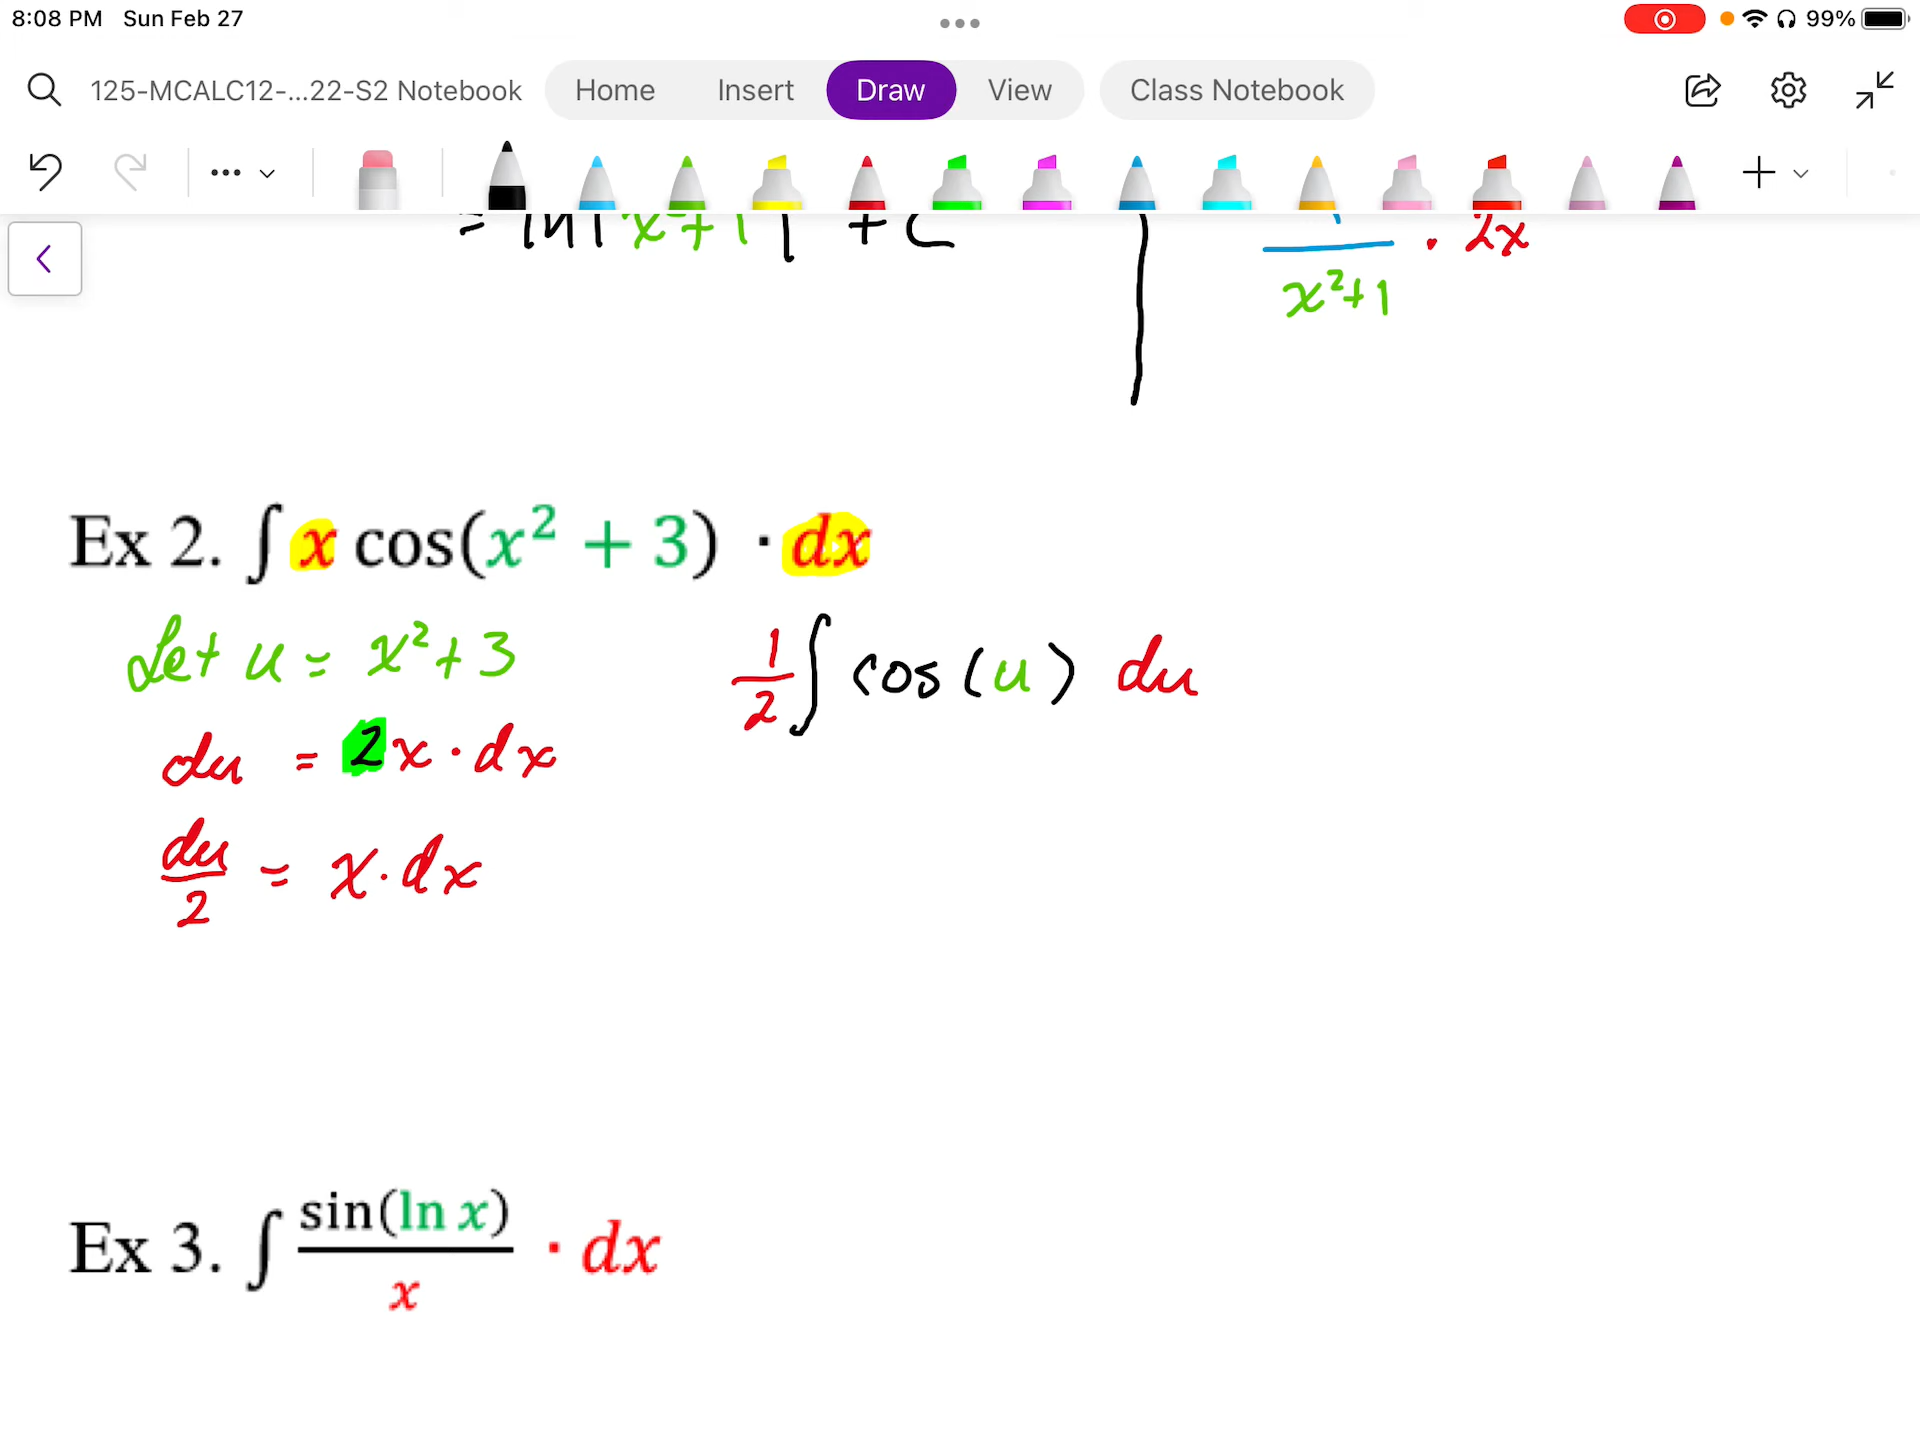 8:08 PM Sun Feb 27 99%
125-MCALC12-...22-S2 Notebook Home Insert Draw View Class Notebook
= ln|x²+1| + C
· 2x
x²+1
Ex 2. ∫ x cos(x² + 3) · dx
Let u = x²+3
1/2 ∫ cos(u) du
du = 2x · dx
du/2 = x · dx
Ex 3. ∫ sin(ln x)/x · dx